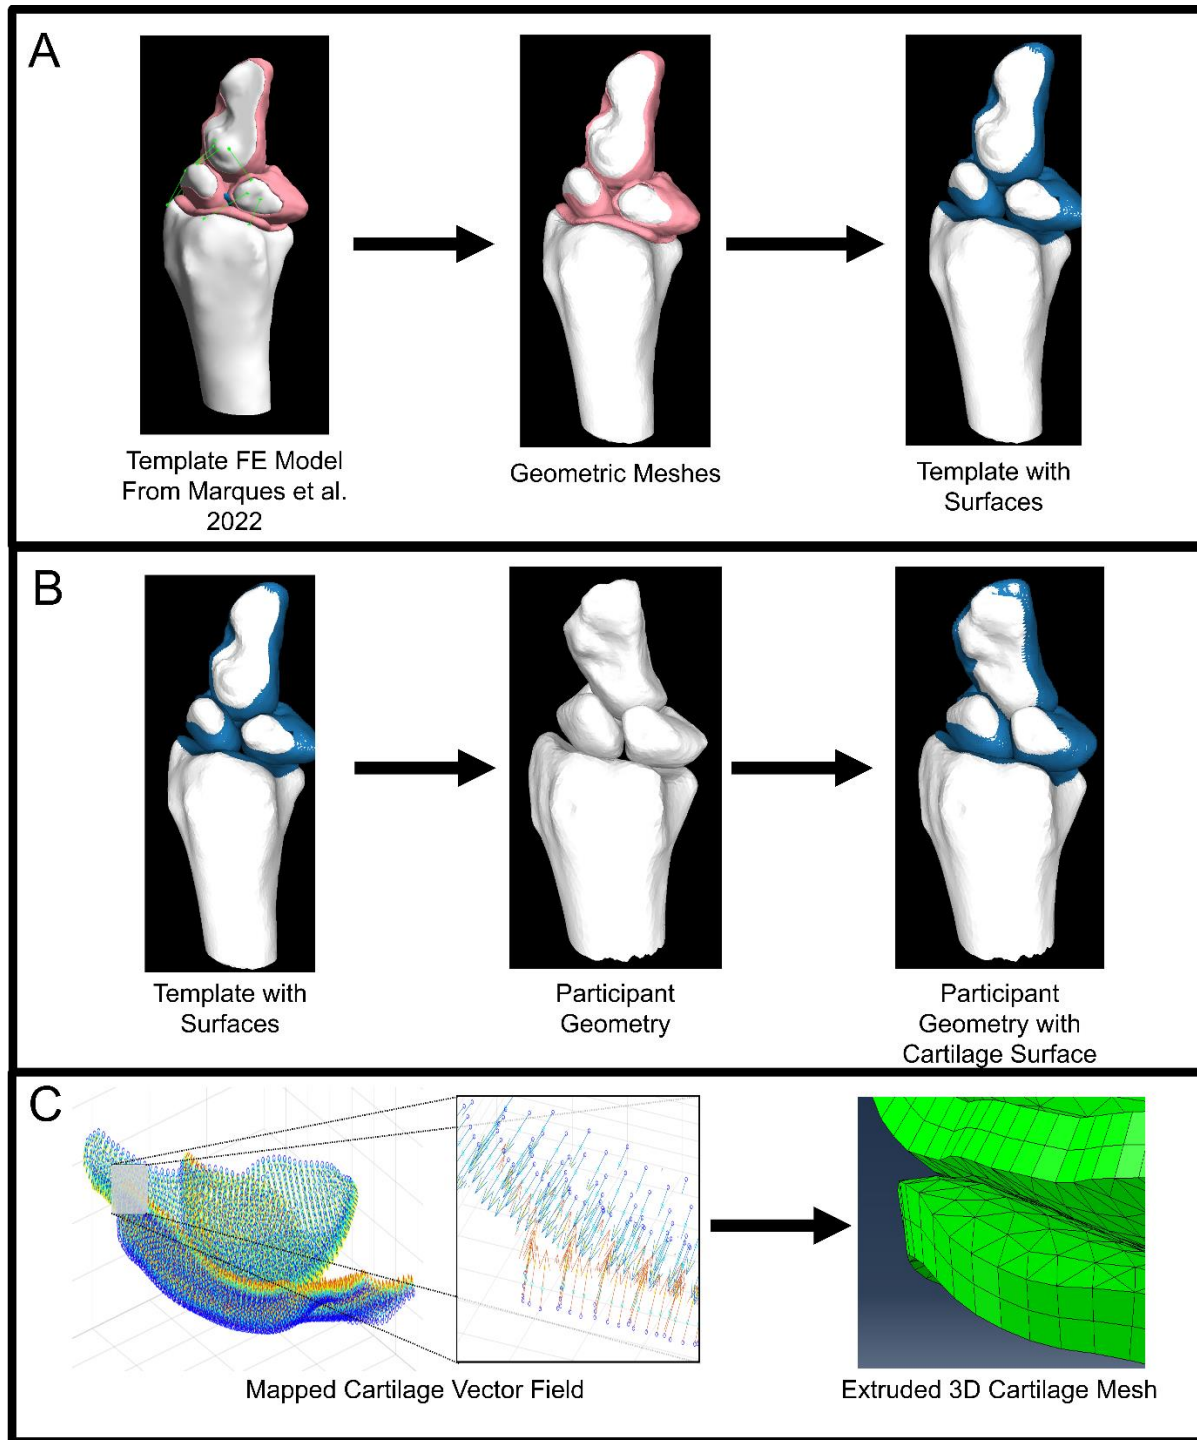 A
Template FE Model
From Marques et al.
2022
Geometric Meshes
Template with
Surfaces
B
Template with
Surfaces
Participant
Geometry
Participant
Geometry with
Cartilage Surface
C
Mapped Cartilage Vector Field
Extruded 3D Cartilage Mesh